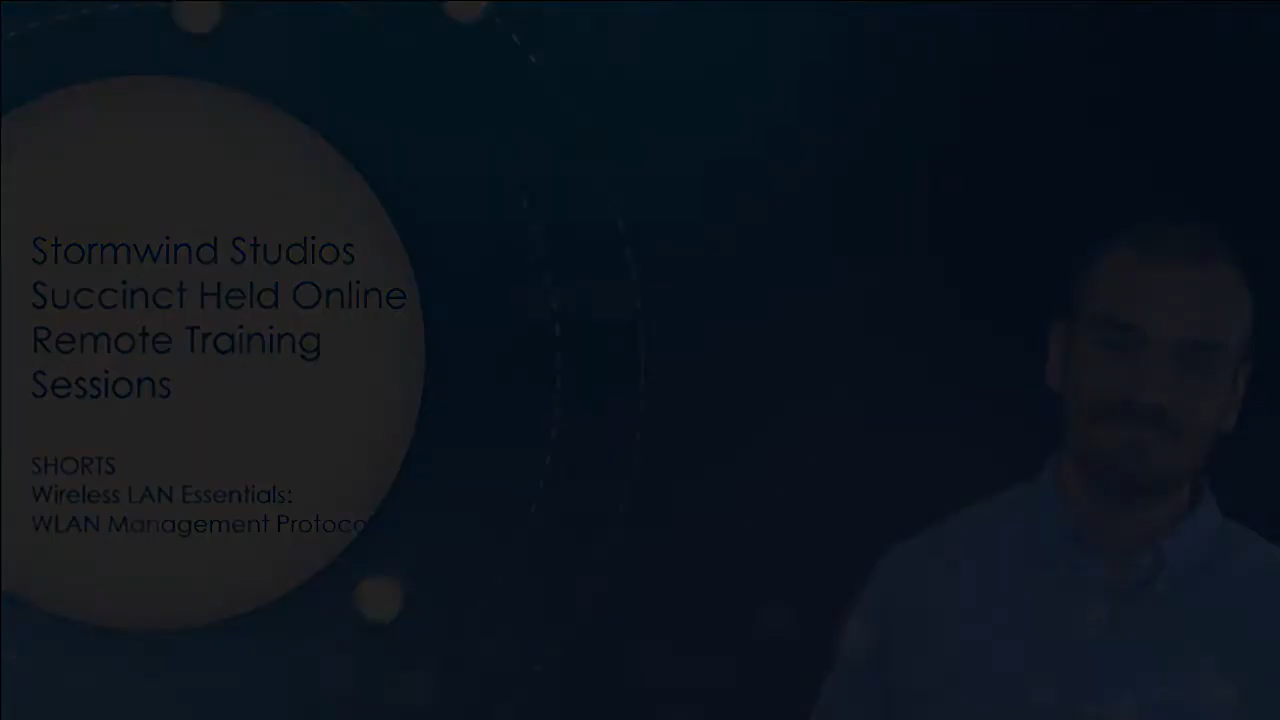 Stormwind Studios
Succinct Held Online
Remote Training
Sessions
SHORTS
Wireless LAN Essentials:
WLAN Management